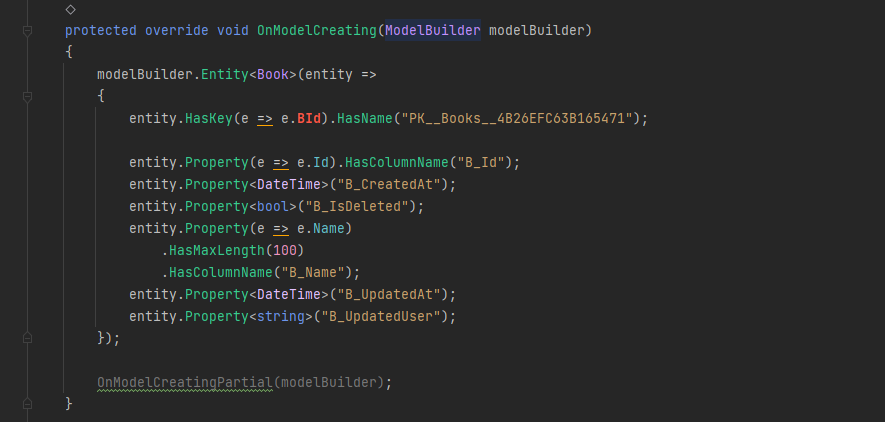 protected override void OnModelCreating(ModelBuilder modelBuilder)
{
modelBuilder.Entity<Book>(entity =>
{
entity.HasKey(e => e.BId).HasName("PK__Books__4B26EFC63B165471");
entity.Property(e => e.Id).HasColumnName("B_Id");
entity.Property<DateTime>("B_CreatedAt");
entity.Property<bool>("B_IsDeleted");
entity.Property(e => e.Name)
.HasMaxLength(100)
.HasColumnName("B_Name");
entity.Property<DateTime>("B_UpdatedAt");
entity.Property<string>("B_UpdatedUser");
});
OnModelCreatingPartial(modelBuilder);
}